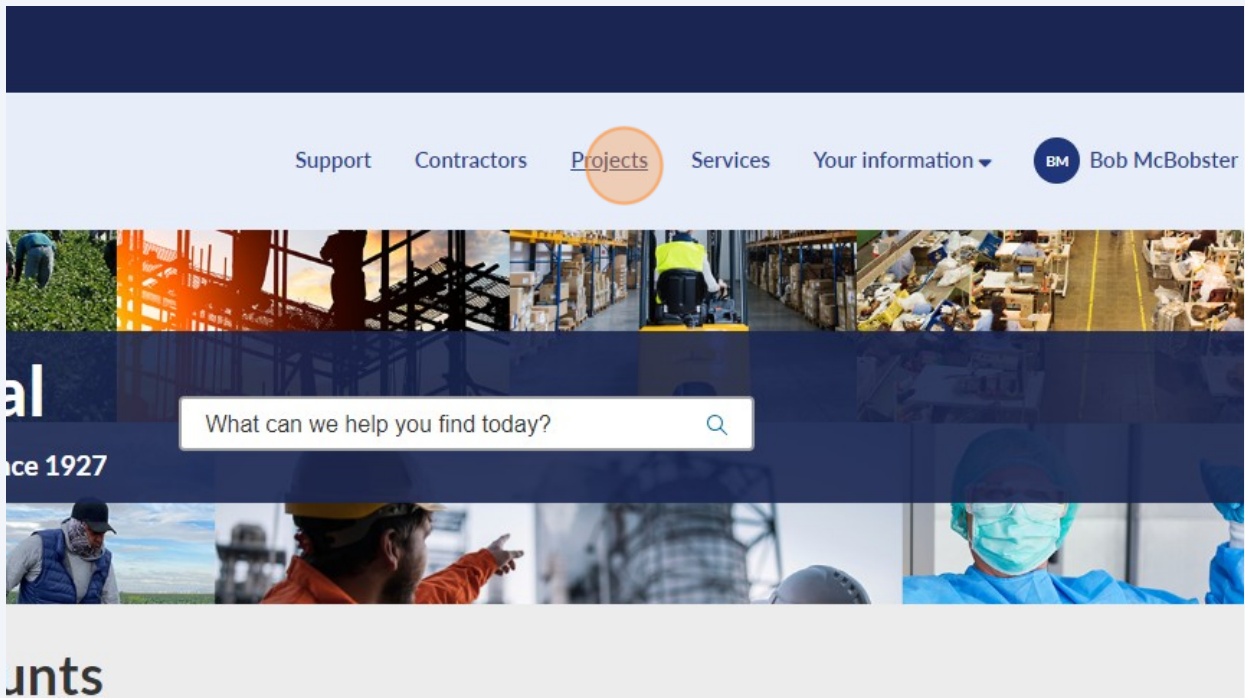 Support Contractors Projects Services Your information BM Bob McBobster
al
What can we help you find today?
nce 1927
unts